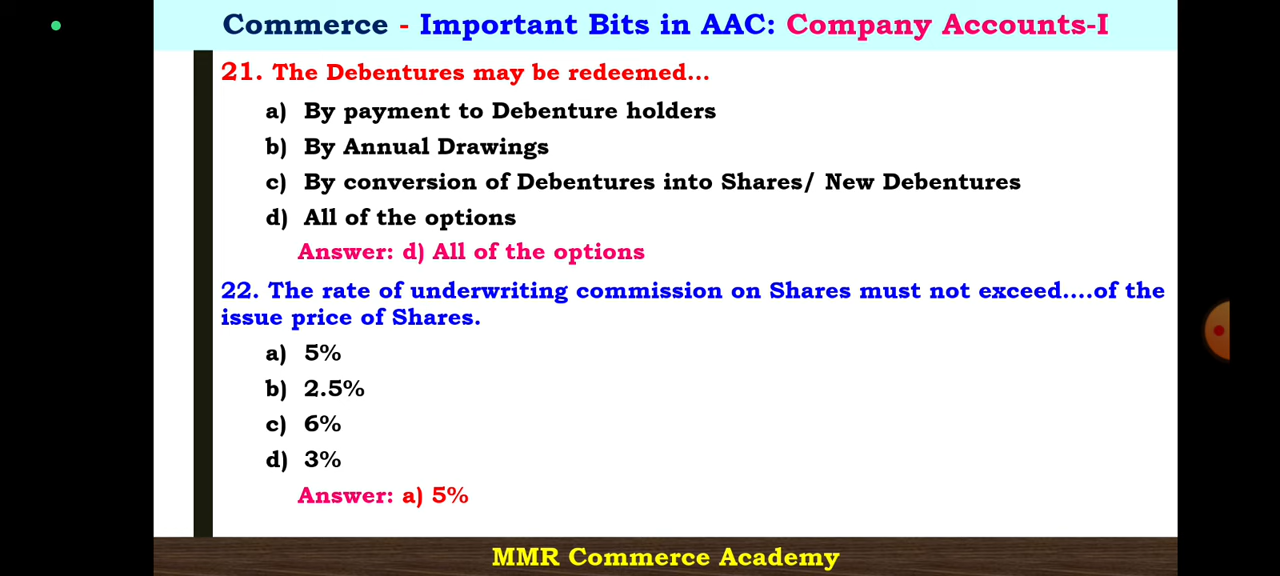 Commerce - Important Bits in AAC: Company Accounts-I
21. The Debentures may be redeemed...
a) By payment to Debenture holders
b) By Annual Drawings
c) By conversion of Debentures into Shares/ New Debentures
d) All of the options
Answer: d) All of the options
22. The rate of underwriting commission on Shares must not exceed....of the
issue price of Shares.
a) 5%
b) 2.5%
c) 6%
d) 3%
Answer: a) 5%
MMR Commerce Academy